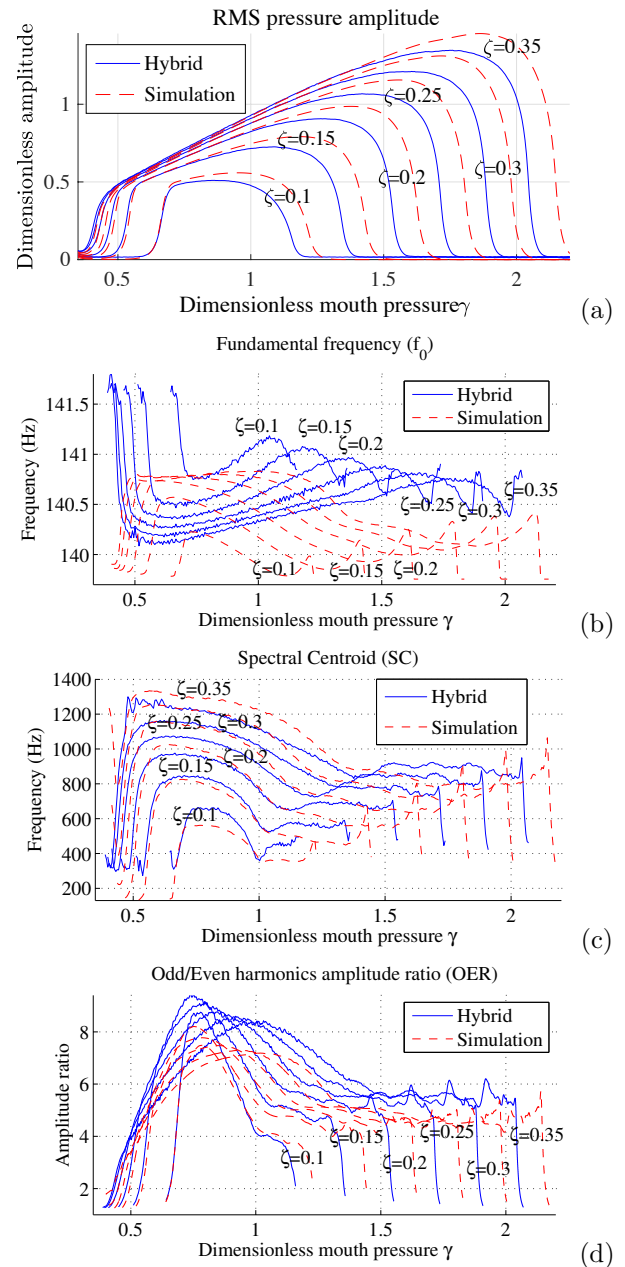 RMS pressure amplitude
Hybrid
Simulation
ζ=0.35
ζ=0.25
ζ=0.15
ζ=0.3
ζ=0.2
ζ=0.1
Dimensionless amplitude
1
0.5
0
0.5
1
1.5
2
Dimensionless mouth pressureγ
(a)
Fundamental frequency (f0)
Hybrid
Simulation
ζ=0.1
ζ=0.15
ζ=0.2
ζ=0.25
ζ=0.3
ζ=0.35
ζ=0.1
ζ=0.15
ζ=0.2
Frequency (Hz)
141.5
141
140.5
140
0.5
1
1.5
2
Dimensionless mouth pressure γ
(b)
Spectral Centroid (SC)
Hybrid
Simulation
ζ=0.35
ζ=0.3
ζ=0.25
ζ=0.2
ζ=0.15
ζ=0.1
Frequency (Hz)
1400
1200
1000
800
600
400
200
0.5
1
1.5
2
Dimensionless mouth pressure γ
(c)
Odd/Even harmonics amplitude ratio (OER)
Hybrid
Simulation
ζ=0.1
ζ=0.15
ζ=0.2
ζ=0.25
ζ=0.3
ζ=0.35
Amplitude ratio
8
6
4
2
0.5
1
1.5
2
Dimensionless mouth pressure γ
(d)